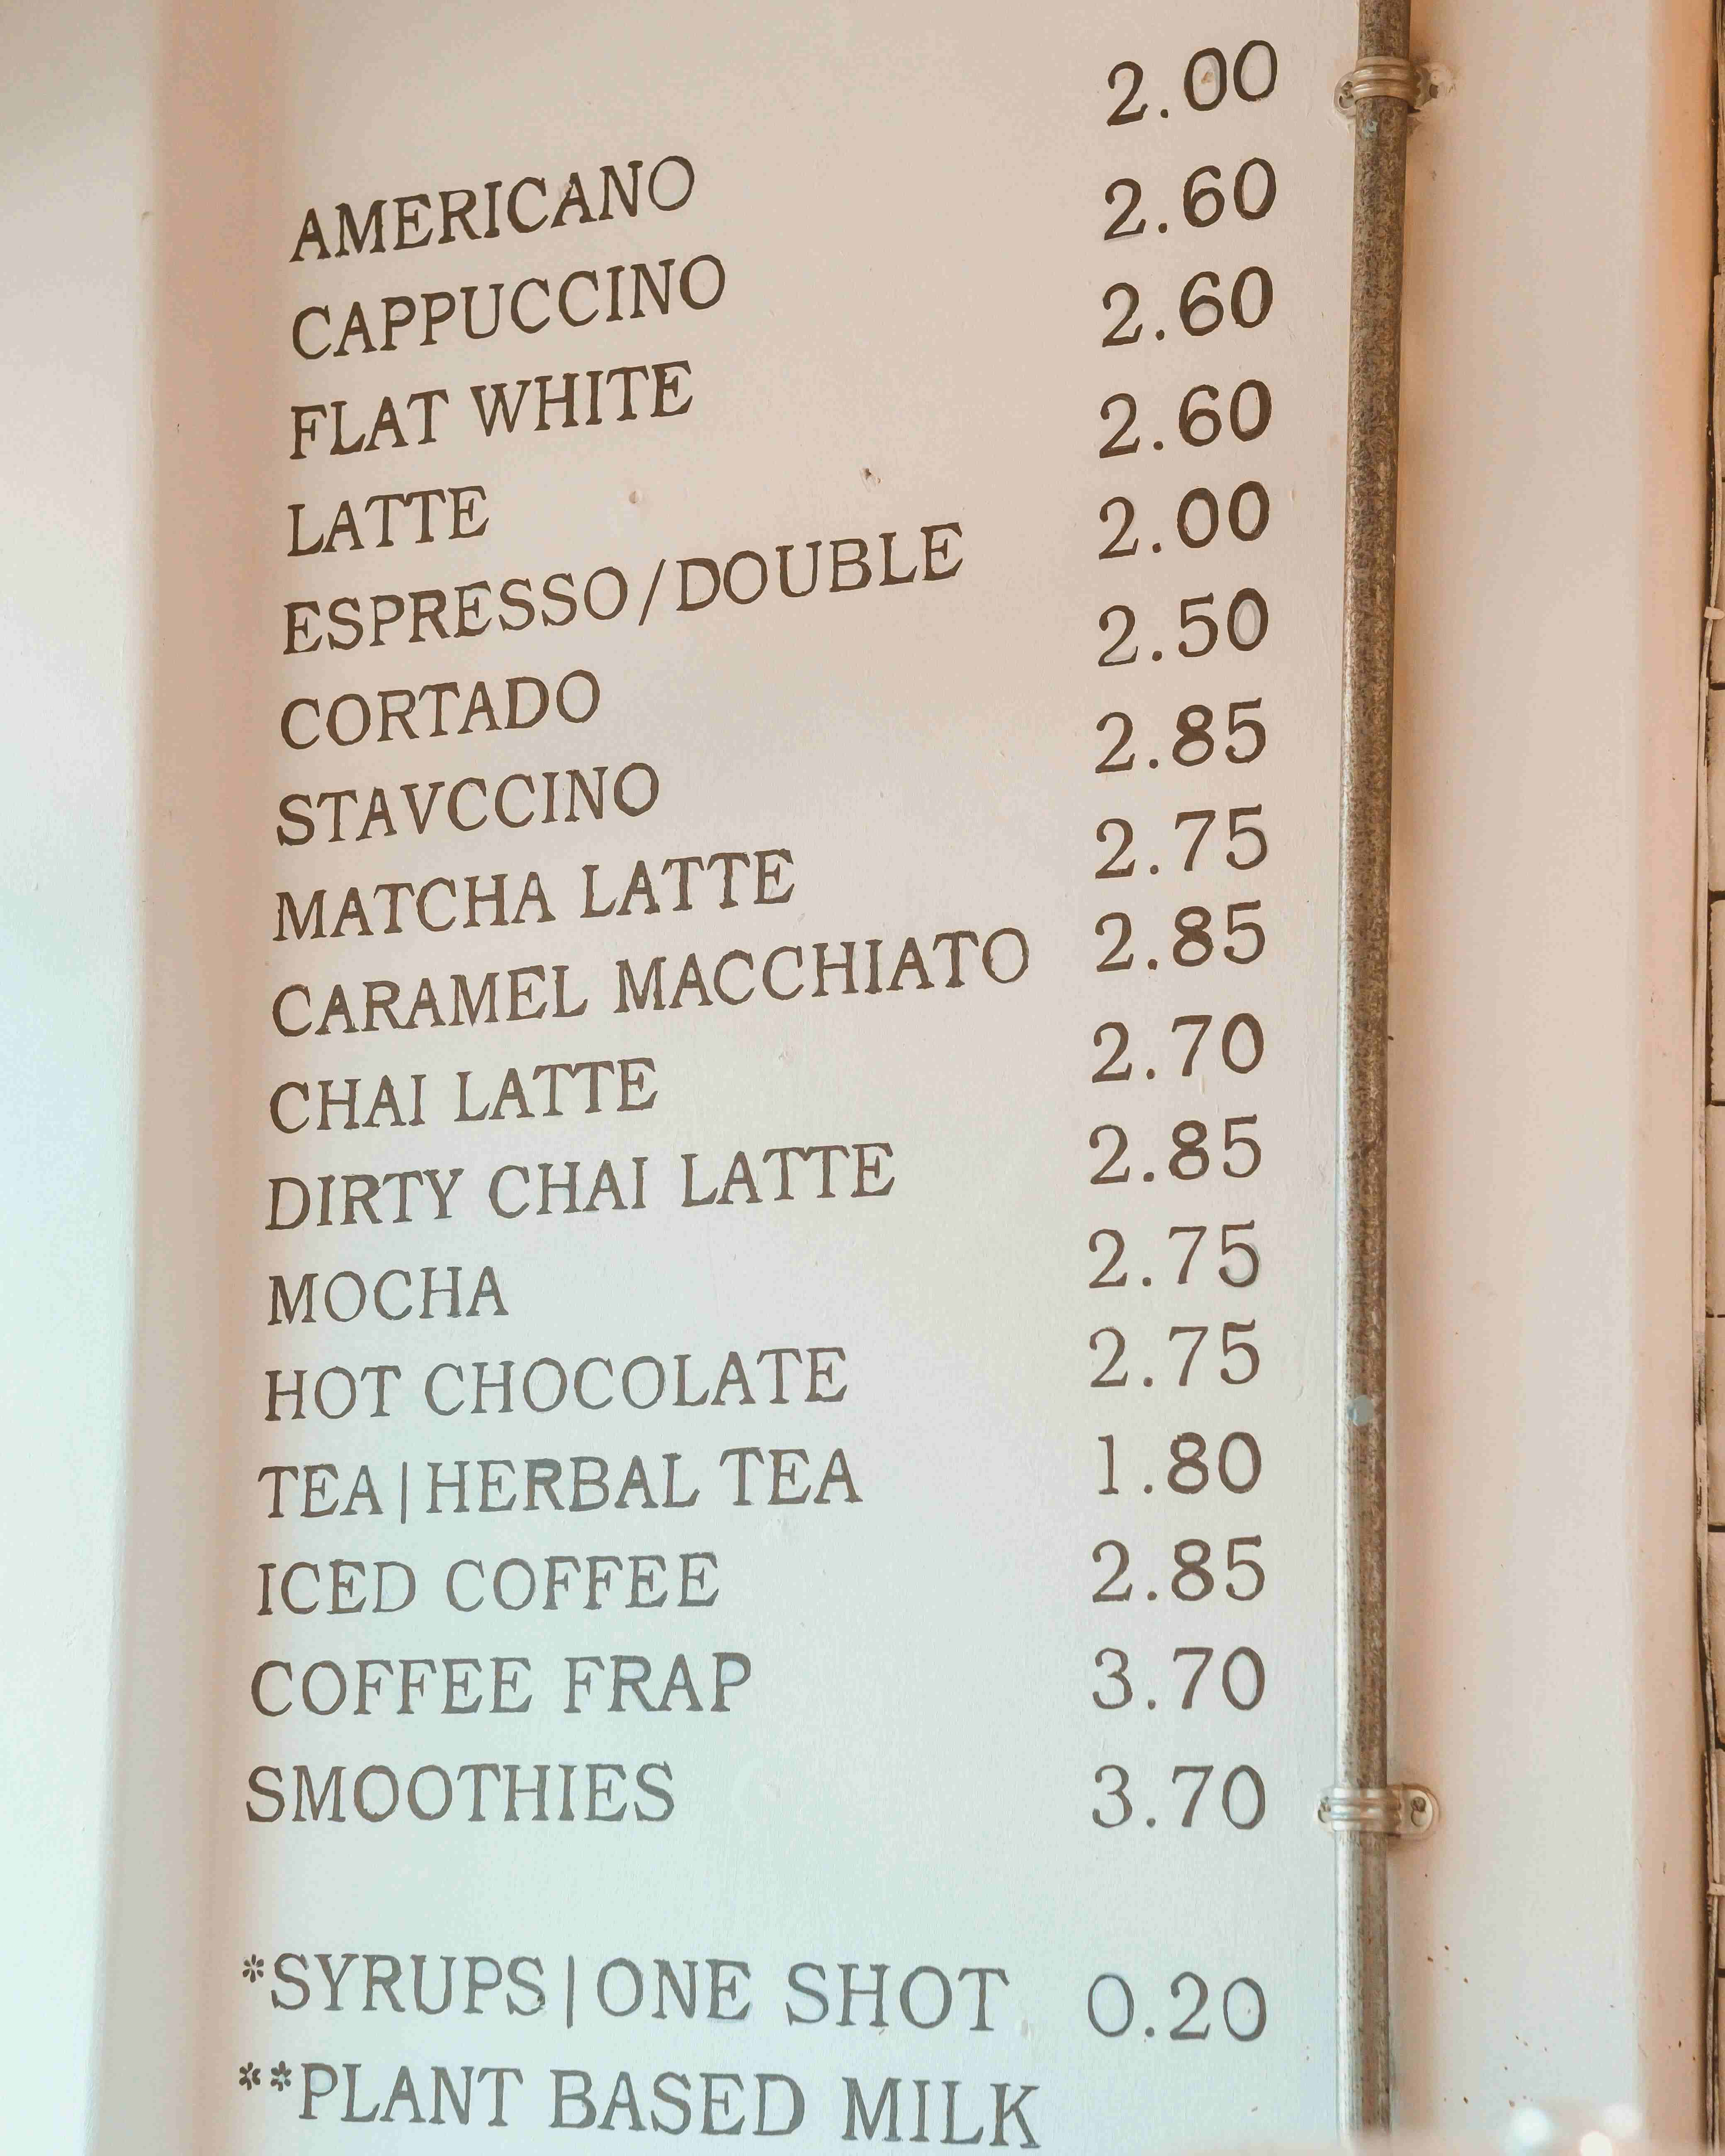 AMERICANO 2.00
CAPPUCCINO 2.60
FLAT WHITE 2.60
LATTE 2.60
ESPRESSO/DOUBLE 2.00
CORTADO 2.50
STAVCCINO 2.85
MATCHA LATTE 2.75
CARAMEL MACCHIATO 2.85
CHAI LATTE 2.70
DIRTY CHAI LATTE 2.85
MOCHA 2.75
HOT CHOCOLATE 2.75
TEA|HERBAL TEA 1.80
ICED COFFEE 2.85
COFFEE FRAP 3.70
SMOOTHIES 3.70
*SYRUPS|ONE SHOT 0.20
**PLANT BASED MILK